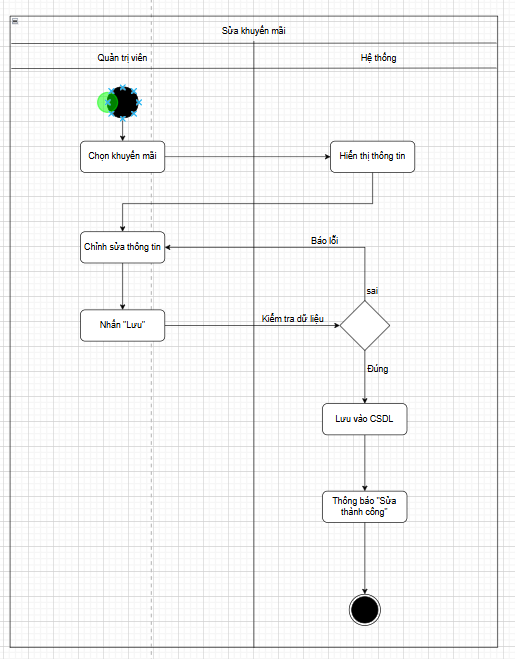 Sửa khuyến mãi
Quản trị viên
Hệ thống
Chọn khuyến mãi
Hiển thị thông tin
Chỉnh sửa thông tin
Báo lỗi
sai
Nhấn "Lưu"
Kiểm tra dữ liệu
Đúng
Lưu vào CSDL
Thông báo "Sửa
thành công"